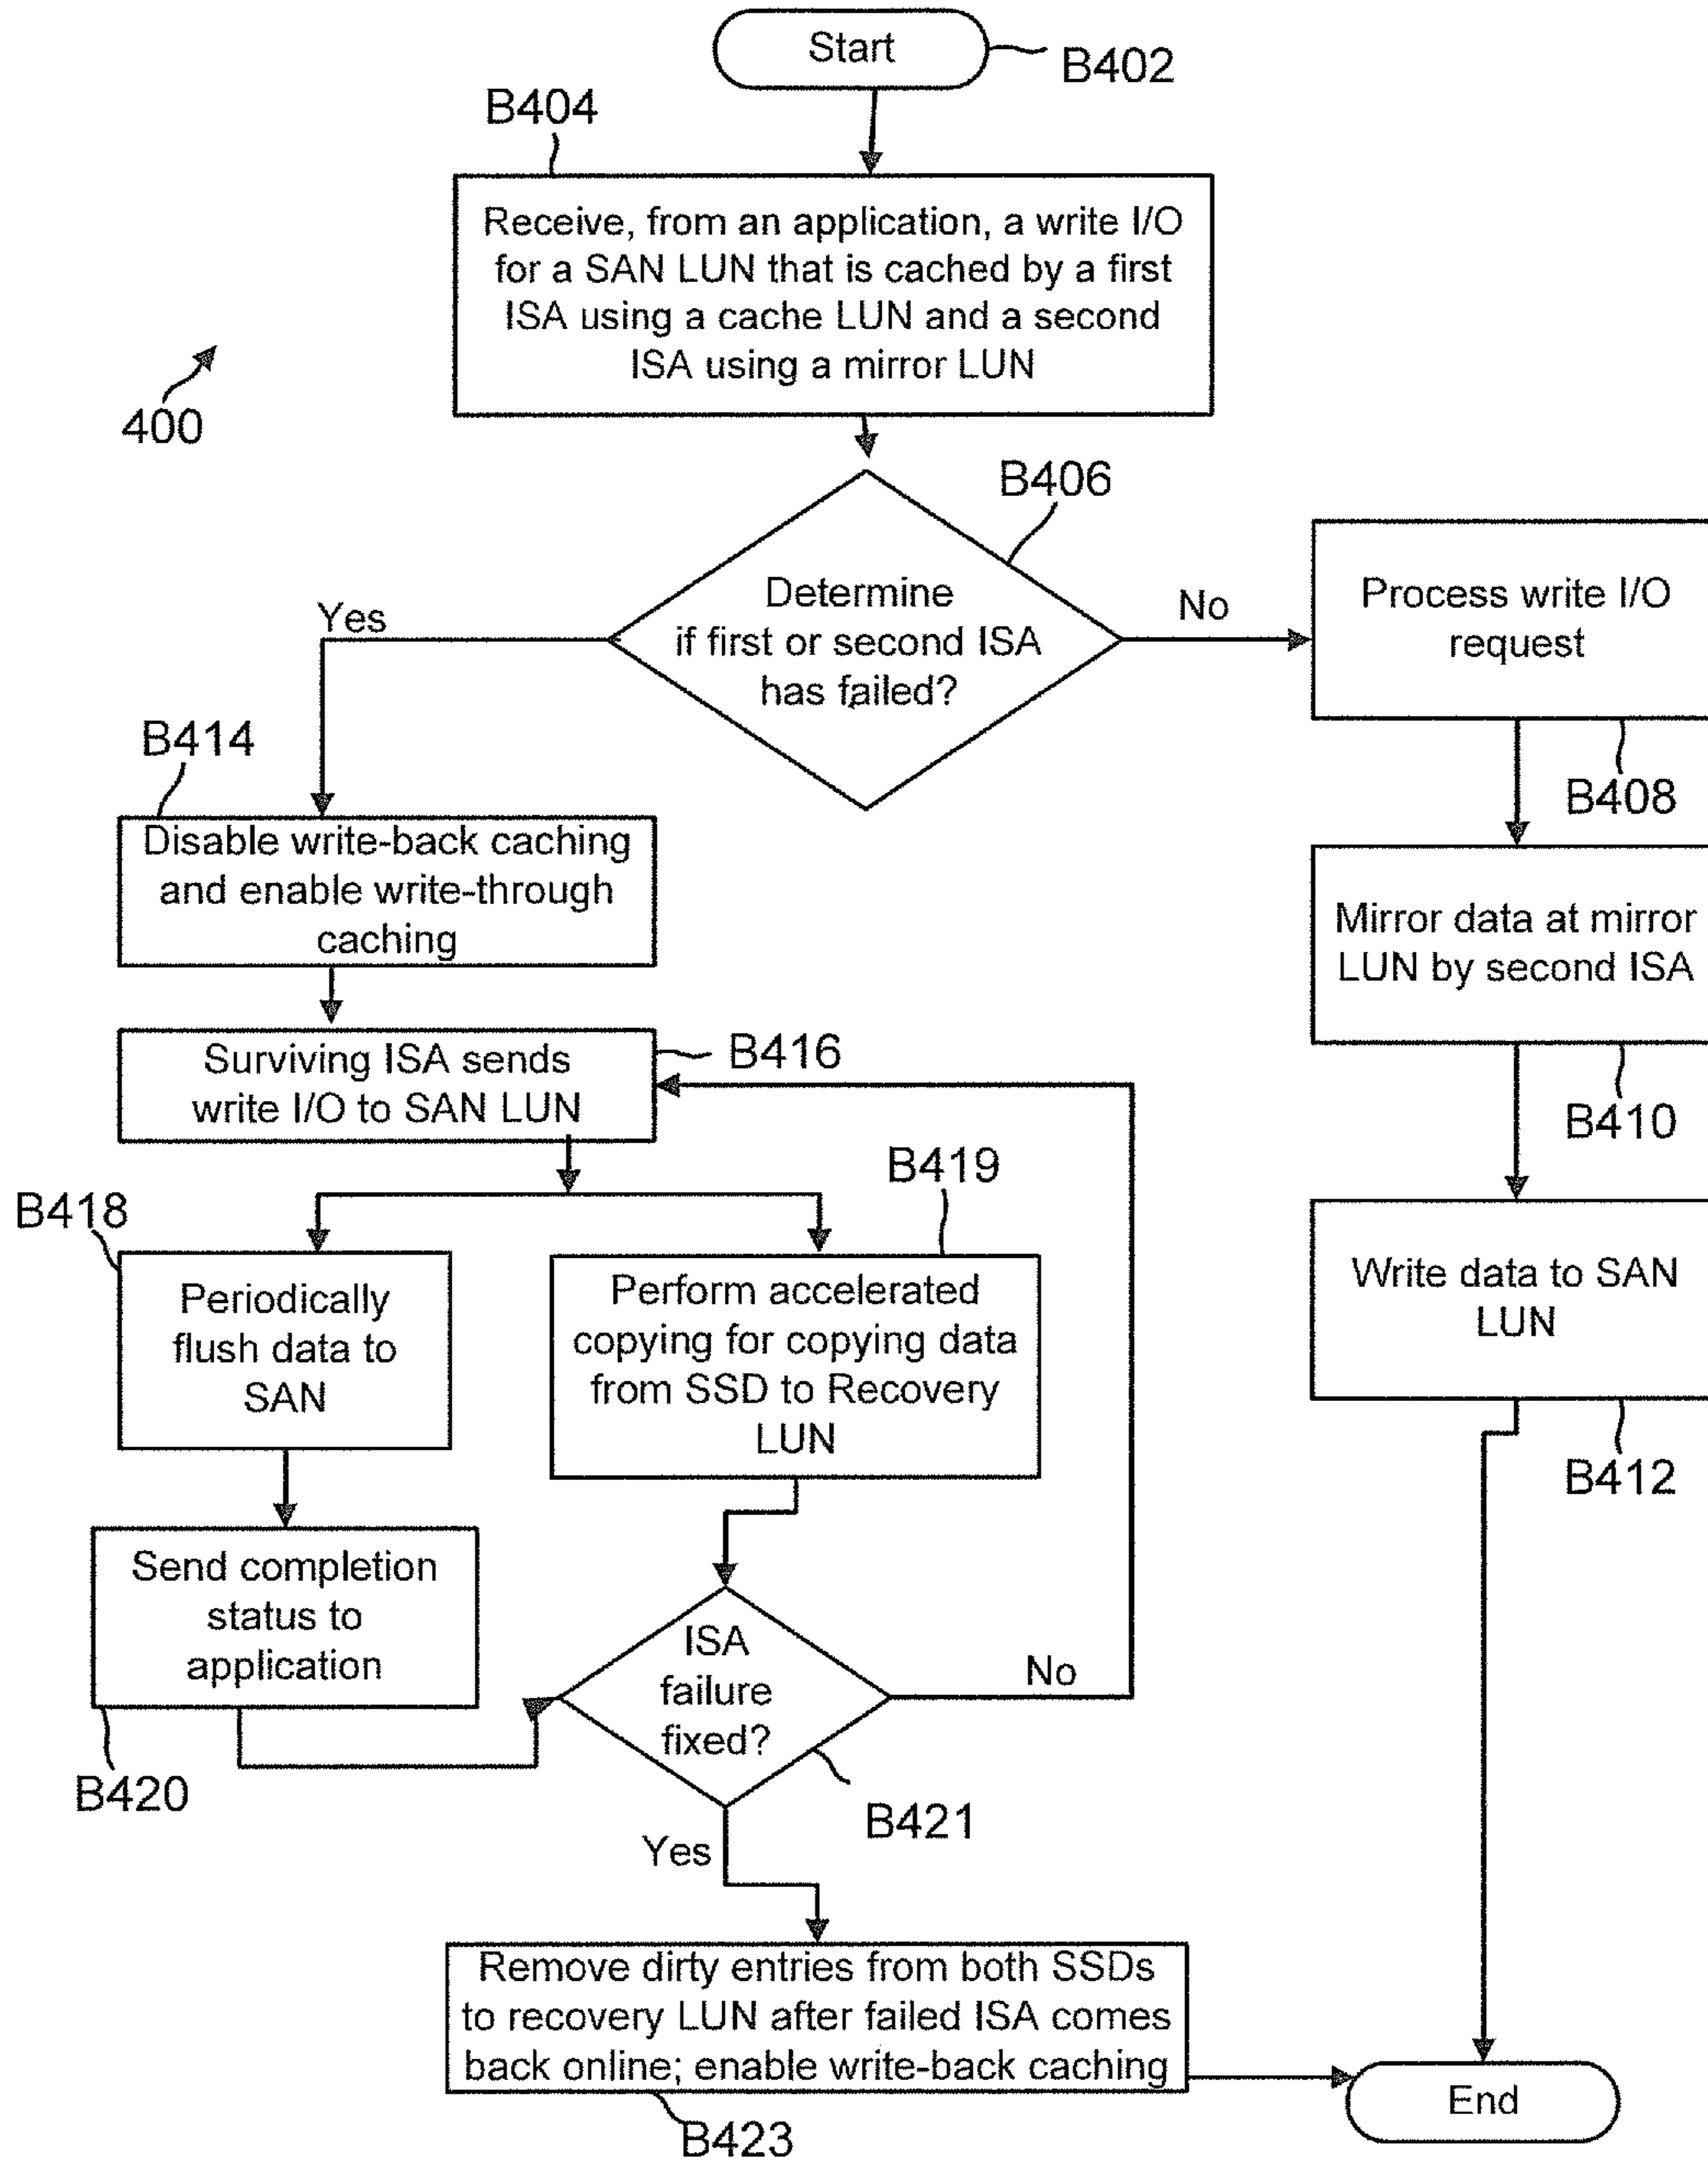 Start
B402
B404
Receive, from an application, a write I/O
for a SAN LUN that is cached by a first
ISA using a cache LUN and a second
ISA using a mirror LUN
400
B406
Determine
if first or second ISA
has failed?
Yes
No
Process write I/O
request
B408
B414
Disable write-back caching
and enable write-through
caching
Mirror data at mirror
LUN by second ISA
B410
Surviving ISA sends
write I/O to SAN LUN
B416
B418
Periodically
flush data to
SAN
B419
Perform accelerated
copying for copying data
from SSD to Recovery
LUN
Write data to SAN
LUN
B412
Send completion
status to
application
B420
ISA
failure
fixed?
No
B421
Yes
Remove dirty entries from both SSDs
to recovery LUN after failed ISA comes
back online; enable write-back caching
B423
End